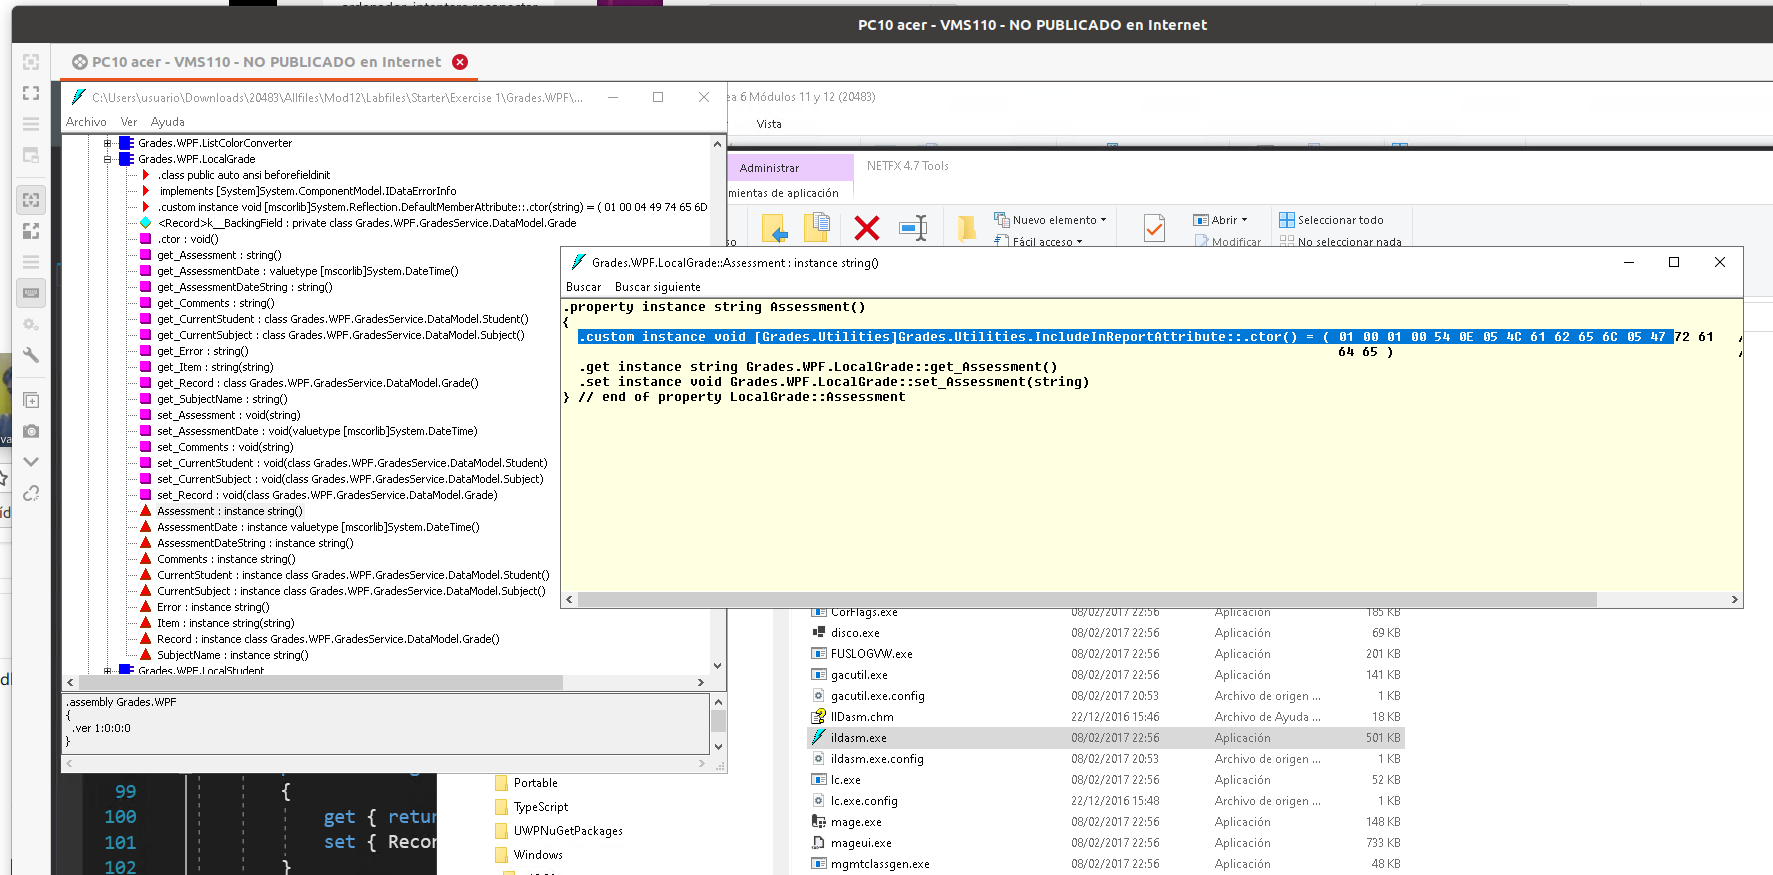 PC10 acer - VMS110 - NO PUBLICADO en Internet
PC10 acer - VMS110 - NO PUBLICADO en Internet
C:\Users\usuario\Downloads\20483\Allfiles\Mod12\Labfiles\Starter\Exercise 1\Grades.WPF\...
Archivo Ver Ayuda
Grades.WPF.ListColorConverter
Grades.WPF.LocalGrade
.class public auto ansi beforefieldinit
implements [System]System.ComponentModel.IDataErrorInfo
.custom instance void [mscorlib]System.Reflection.DefaultMemberAttribute::.ctor(string) = ( 01 00 04 49 74 65 6D
<Record>k__BackingField : private class Grades.WPF.GradesService.DataModel.Grade
.ctor : void()
get_Assessment : string()
get_AssessmentDate : valuetype [mscorlib]System.DateTime()
get_AssessmentDateString : string()
get_Comments : string()
get_CurrentStudent : class Grades.WPF.GradesService.DataModel.Student()
get_CurrentSubject : class Grades.WPF.GradesService.DataModel.Subject()
get_Error : string()
get_Item : string(string)
get_Record : class Grades.WPF.GradesService.DataModel.Grade()
get_SubjectName : string()
set_Assessment : void(string)
set_AssessmentDate : void(valuetype [mscorlib]System.DateTime)
set_Comments : void(string)
set_CurrentStudent : void(class Grades.WPF.GradesService.DataModel.Student)
set_CurrentSubject : void(class Grades.WPF.GradesService.DataModel.Subject)
set_Record : void(class Grades.WPF.GradesService.DataModel.Grade)
Assessment : instance string()
AssessmentDate : instance valuetype [mscorlib]System.DateTime()
AssessmentDateString : instance string()
Comments : instance string()
CurrentStudent : instance class Grades.WPF.GradesService.DataModel.Student()
CurrentSubject : instance class Grades.WPF.GradesService.DataModel.Subject()
Error : instance string()
Item : instance string(string)
Record : instance class Grades.WPF.GradesService.DataModel.Grade()
SubjectName : instance string()
Grades.WPF.LocalStudent
.assembly Grades.WPF
{
.ver 1:0:0:0
}
6 Módulos 11 y 12 (20483)
Vista
Administrar
NETFX 4.7 Tools
mientas de aplicación
Nuevo elemento
Fácil acceso
Abrir
Modificar
Seleccionar todo
No seleccionar nada
Grades.WPF.LocalGrade::Assessment : instance string()
Buscar Buscar siguiente
.property instance string Assessment()
{
.custom instance void [Grades.Utilities]Grades.Utilities.IncludeInReportAttribute::.ctor() = ( 01 00 01 00 54 0E 05 4C 61 62 65 6C 05 47 72 61 /
64 65 ) /
.get instance string Grades.WPF.LocalGrade::get_Assessment()
.set instance void Grades.WPF.LocalGrade::set_Assessment(string)
} // end of property LocalGrade::Assessment
CorFlags.exe 08/02/2017 22:56 Aplicación 185 KB
disco.exe 08/02/2017 22:56 Aplicación 69 KB
FUSLOGVW.exe 08/02/2017 22:56 Aplicación 201 KB
gacutil.exe 08/02/2017 22:56 Aplicación 141 KB
gacutil.exe.config 08/02/2017 20:53 Archivo de origen ... 1 KB
IlDasm.chm 22/12/2016 15:46 Archivo de Ayuda ... 18 KB
ildasm.exe 08/02/2017 22:56 Aplicación 501 KB
ildasm.exe.config 08/02/2017 20:53 Archivo de origen ... 1 KB
lc.exe 08/02/2017 22:56 Aplicación 52 KB
lc.exe.config 22/12/2016 15:48 Archivo de origen ... 1 KB
mage.exe 08/02/2017 22:56 Aplicación 148 KB
mageui.exe 08/02/2017 22:56 Aplicación 733 KB
mgmtclassgen.exe 08/02/2017 22:56 Aplicación 48 KB
Portable
TypeScript
UWPNuGetPackages
Windows
99 {
100 get { retur
101 set { Recor
102 }